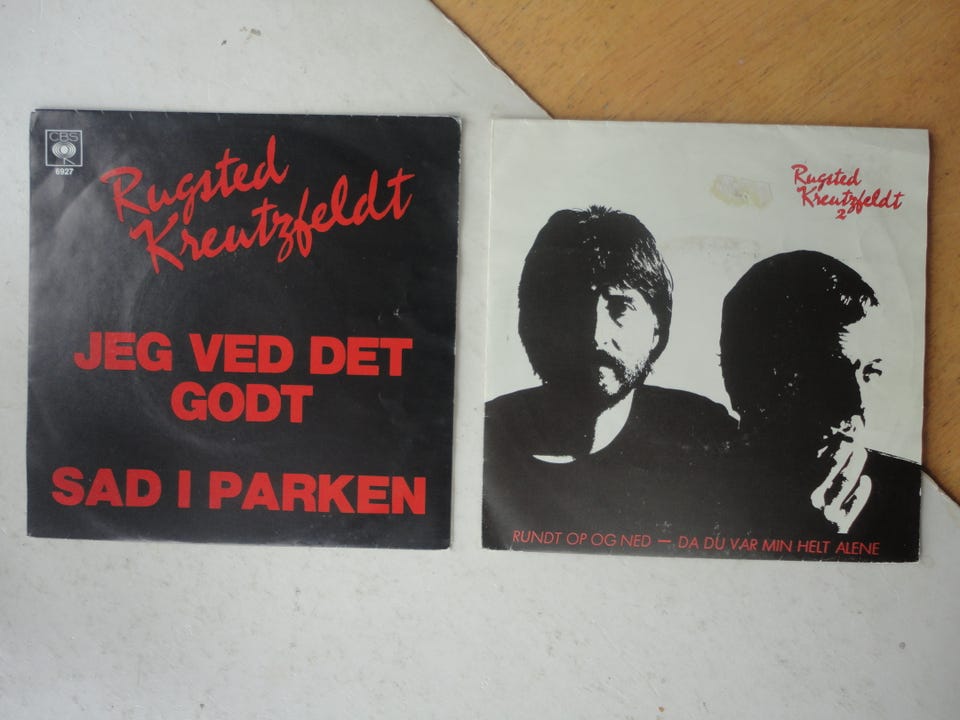 CBS
6927
Rugsted
Kreutzfeldt
JEG VED DET
GODT
SAD I PARKEN
Rugsted
Kreutzfeldt
2
RUNDT OP OG NED — DA DU VAR MIN HELT ALENE